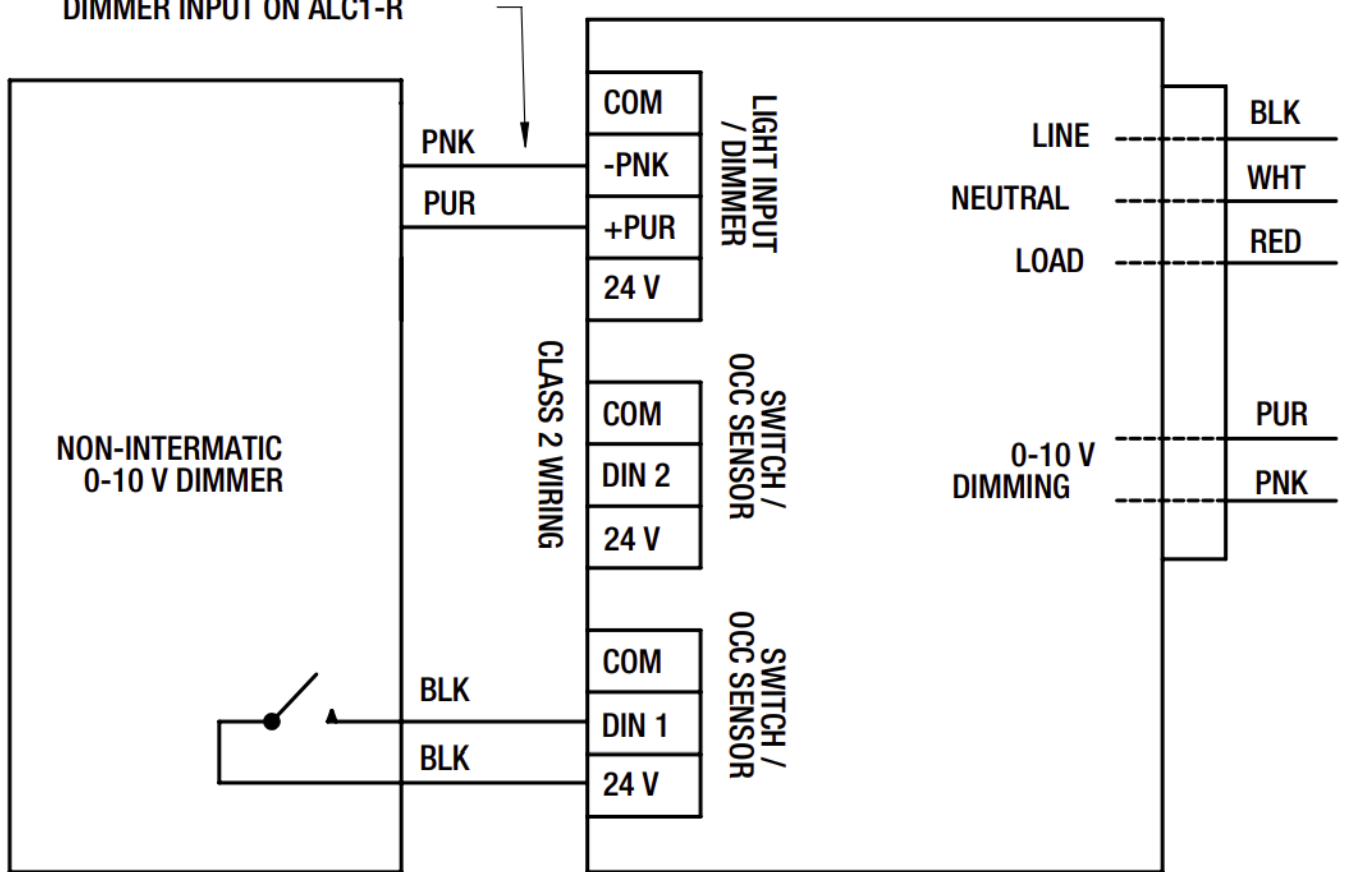 DIMMER INPUT ON ALC1-R
PNK
PUR
NON-INTERMATIC
0-10 V DIMMER
BLK
BLK
CLASS 2 WIRING
COM
-PNK
+PUR
24 V
LIGHT INPUT
/ DIMMER
COM
DIN 2
24 V
SWITCH /
OCC SENSOR
COM
DIN 1
24 V
SWITCH /
OCC SENSOR
LINE
NEUTRAL
LOAD
0-10 V
DIMMING
BLK
WHT
RED
PUR
PNK